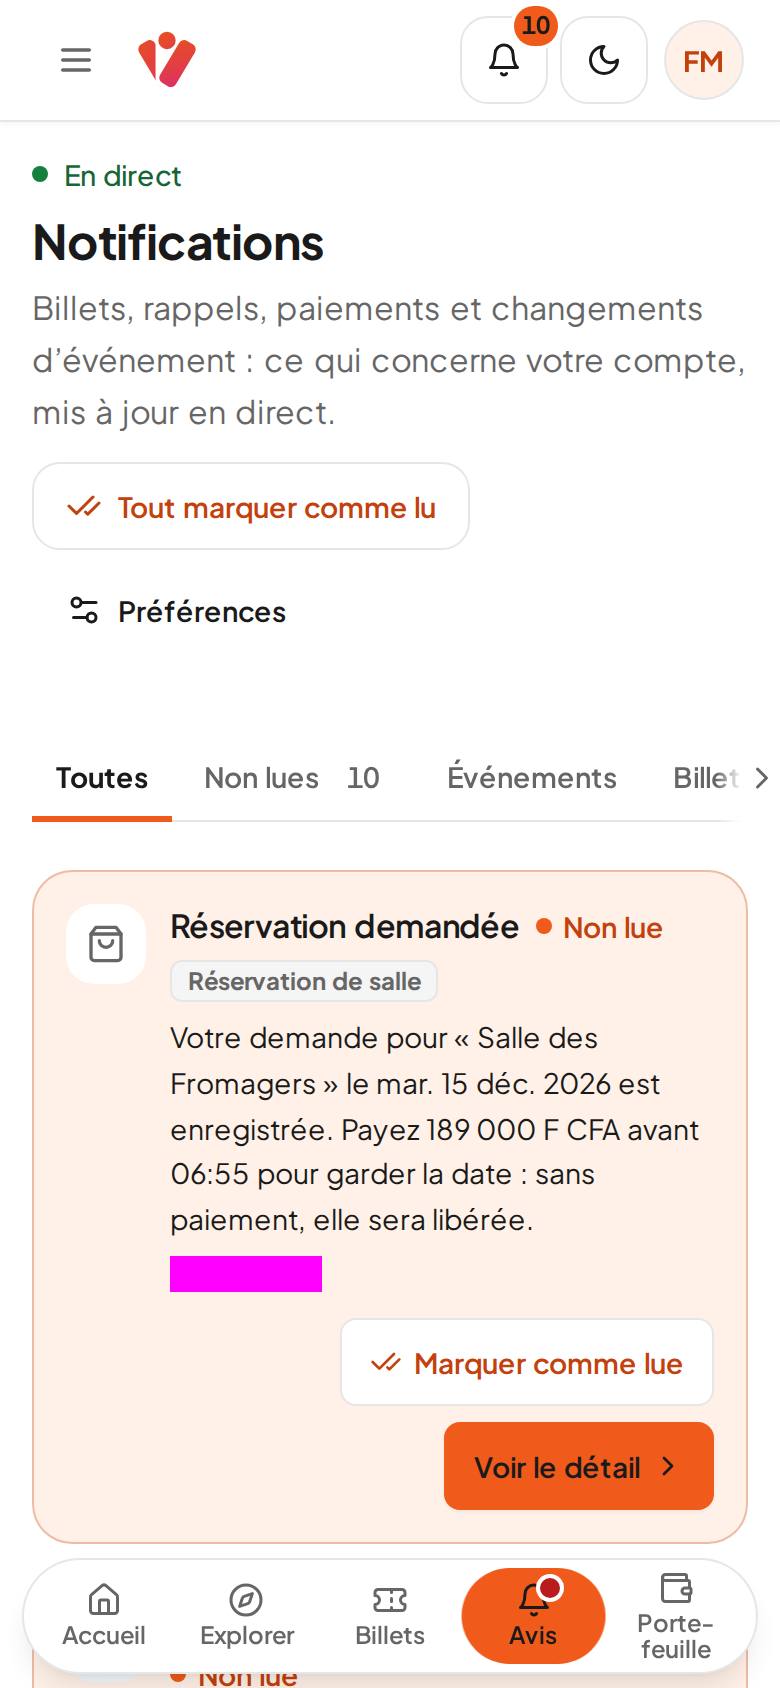 10
FM
En direct
Notifications
Billets, rappels, paiements et changements
d’événement : ce qui concerne votre compte,
mis à jour en direct.
Tout marquer comme lu
Préférences
Toutes Non lues 10 Événements Billet
Réservation demandée Non lue
Réservation de salle
Votre demande pour « Salle des
Fromagers » le mar. 15 déc. 2026 est
enregistrée. Payez 189 000 F CFA avant
06:55 pour garder la date : sans
paiement, elle sera libérée.
Marquer comme lue
Voir le détail
Accueil Explorer Billets Avis Porte-
feuille
Non lue